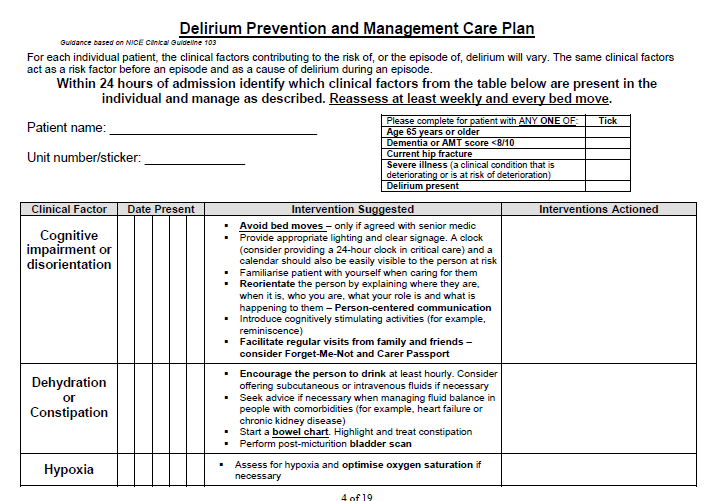 Delirium Prevention and Management Care Plan
Guidance based on NICE Clinical Guideline 103
For each individual patient, the clinical factors contributing to the risk of, or the episode of, delirium will vary. The same clinical factors
act as a risk factor before an episode and as a cause of delirium during an episode.
Within 24 hours of admission identify which clinical factors from the table below are present in the
individual and manage as described. Reassess at least weekly and every bed move.
Patient name: ____________________________
Unit number/sticker: ______________
Please complete for patient with ANY ONE OF: Tick
Age 65 years or older
Dementia or AMT score <8/10
Current hip fracture
Severe illness (a clinical condition that is
deteriorating or is at risk of deterioration)
Delirium present
Clinical Factor Date Present Intervention Suggested Interventions Actioned
Cognitive
impairment or
disorientation
▪ Avoid bed moves – only if agreed with senior medic
▪ Provide appropriate lighting and clear signage. A clock
(consider providing a 24-hour clock in critical care) and a
calendar should also be easily visible to the person at risk
▪ Familiarise patient with yourself when caring for them
▪ Reorientate the person by explaining where they are,
when it is, who you are, what your role is and what is
happening to them – Person-centered communication
▪ Introduce cognitively stimulating activities (for example,
reminiscence)
▪ Facilitate regular visits from family and friends –
consider Forget-Me-Not and Carer Passport
Dehydration
or
Constipation
▪ Encourage the person to drink at least hourly. Consider
offering subcutaneous or intravenous fluids if necessary
▪ Seek advice if necessary when managing fluid balance in
people with comorbidities (for example, heart failure or
chronic kidney disease)
▪ Start a bowel chart. Highlight and treat constipation
▪ Perform post-micturition bladder scan
Hypoxia
▪ Assess for hypoxia and optimise oxygen saturation if
necessary
4 of 19